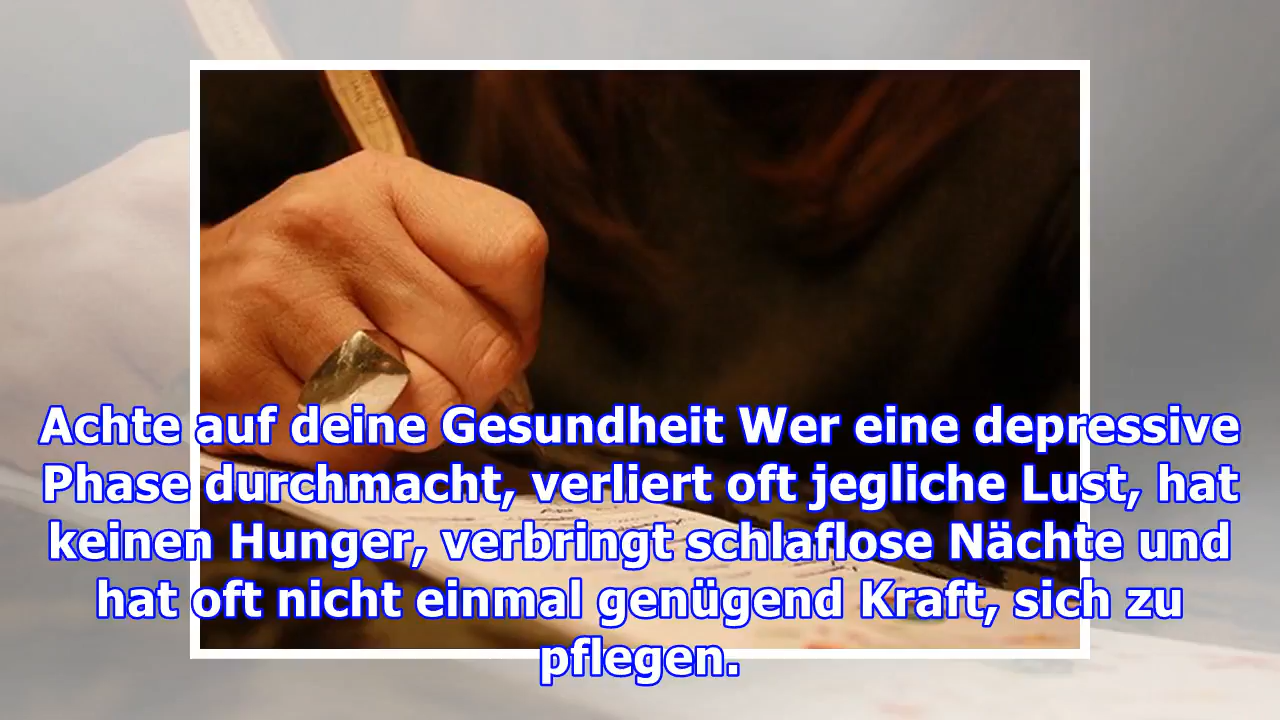 Achte auf deine Gesundheit Wer eine depressive
Phase durchmacht, verliert oft jegliche Lust, hat
keinen Hunger, verbringt schlaflose Nächte und
hat oft nicht einmal genügend Kraft, sich zu
pflegen.